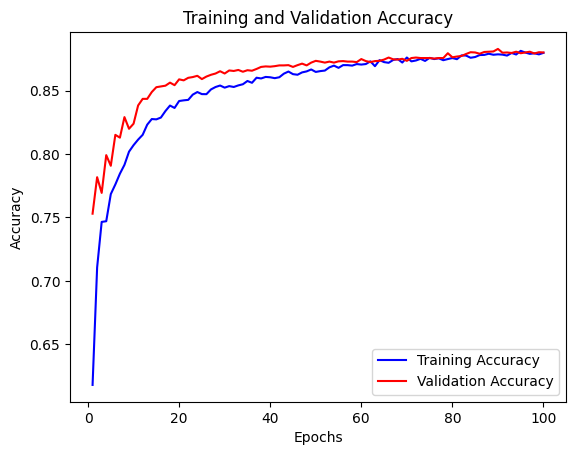 Training and Validation Accuracy
Accuracy
0.85
0.80
0.75
0.70
0.65
Training Accuracy
Validation Accuracy
0 20 40 60 80 100
Epochs